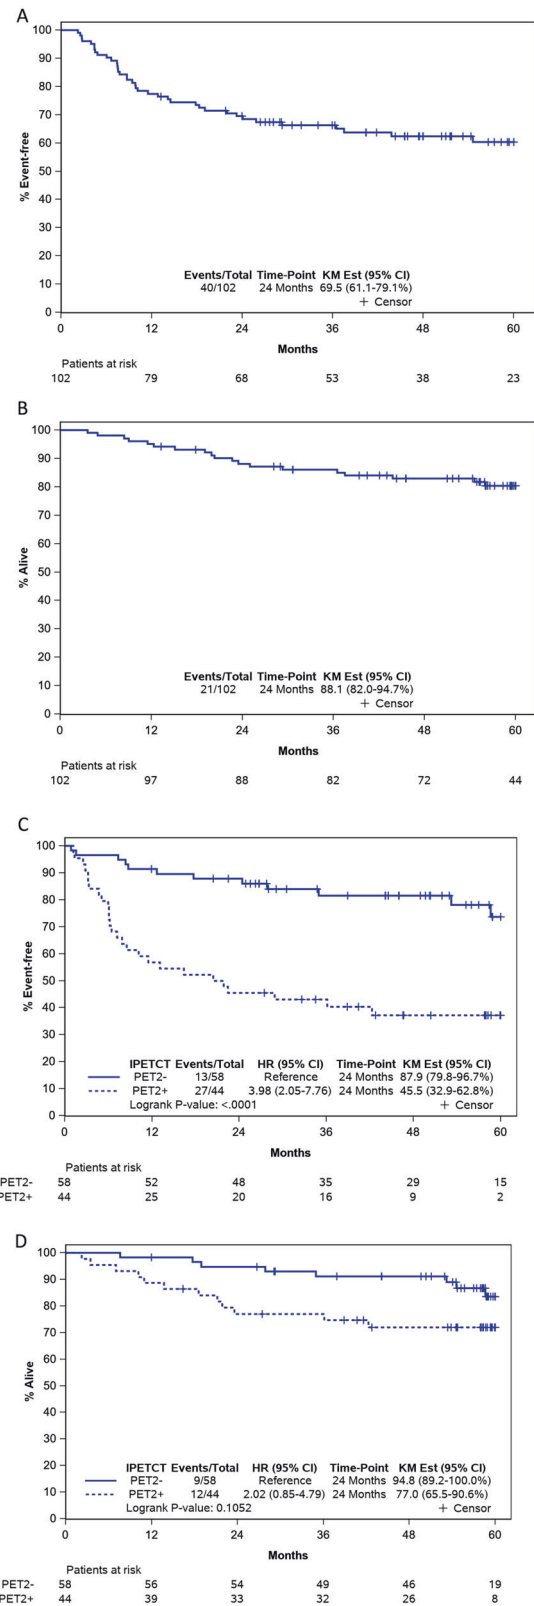 A
100
90
80
70
60
50
40
30
20
10
0
% Event-free
Events/Total Time-Point KM Est (95% CI)
40/102 24 Months 69.5 (61.1-79.1%)
+ Censor
0 12 24 36 48 60
Months
Patients at risk
102 79 68 53 38 23
B
100
90
80
70
60
50
40
30
20
10
0
% Alive
Events/Total Time-Point KM Est (95% CI)
21/102 24 Months 88.1 (82.0-94.7%)
+ Censor
0 12 24 36 48 60
Months
Patients at risk
102 97 88 82 72 44
C
100
90
80
70
60
50
40
30
20
10
0
% Event-free
IPETCT Events/Total HR (95% CI) Time-Point KM Est (95% CI)
PET2- 13/58 Reference 24 Months 87.9 (79.8-96.7%)
PET2+ 27/44 3.98 (2.05-7.76) 24 Months 45.5 (32.9-62.8%)
Logrank P-value: <.0001 + Censor
0 12 24 36 48 60
Months
Patients at risk
PET2- 58 52 48 35 29 15
PET2+ 44 25 20 16 9 2
D
100
90
80
70
60
50
40
30
20
10
0
% Alive
IPETCT Events/Total HR (95% CI) Time-Point KM Est (95% CI)
PET2- 9/58 Reference 24 Months 94.8 (89.2-100.0%)
PET2+ 12/44 2.02 (0.85-4.79) 24 Months 77.0 (65.5-90.6%)
Logrank P-value: 0.1052 + Censor
0 12 24 36 48 60
Months
Patients at risk
PET2- 58 56 54 49 46 19
PET2+ 44 39 33 32 26 8